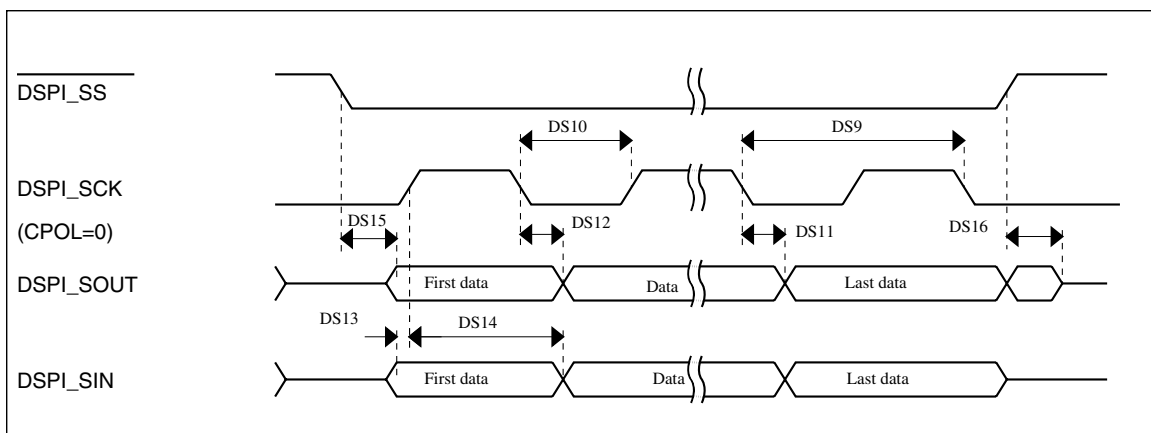 DSPI_SS
DS10
DS9
DSPI_SCK
DS15
DS12
DS11
DS16
(CPOL=0)
DSPI_SOUT
First data
Data
Last data
DS13
DS14
DSPI_SIN
First data
Data
Last data